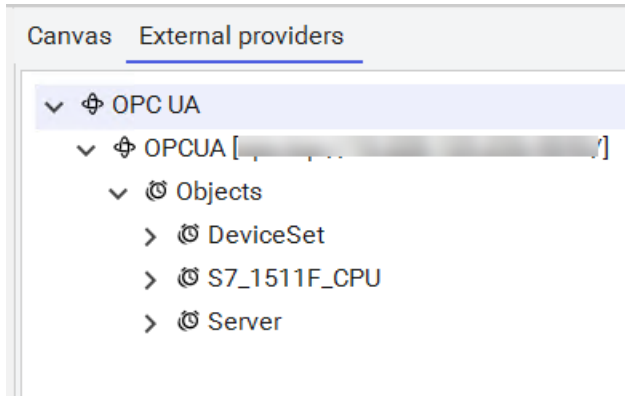 Canvas External providers
OPC UA
OPCUA [ /]
Objects
DeviceSet
S7_1511F_CPU
Server